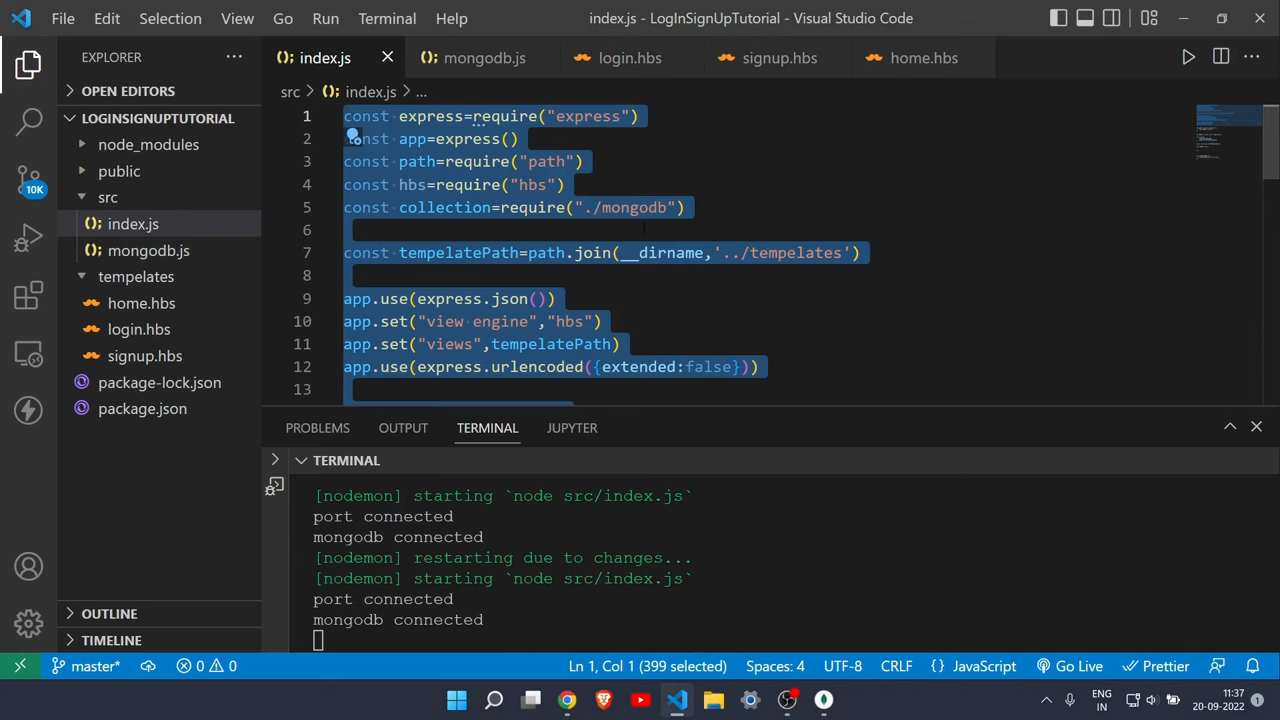 File Edit Selection View Go Run Terminal Help index.js - LogInSignUpTutorial - Visual Studio Code
EXPLORER
OPEN EDITORS
LOGINSIGNUPTUTORIAL
node_modules
public
src
index.js
mongodb.js
tempelates
home.hbs
login.hbs
signup.hbs
package-lock.json
package.json
OUTLINE
TIMELINE
10K
index.js mongodb.js login.hbs signup.hbs home.hbs
src > index.js > ...
1 const express=require("express")
2 const app=express()
3 const path=require("path")
4 const hbs=require("hbs")
5 const collection=require("./mongodb")
6
7 const tempelatePath=path.join(__dirname,'../tempelates')
8
9 app.use(express.json())
10 app.set("view engine","hbs")
11 app.set("views",tempelatePath)
12 app.use(express.urlencoded({extended:false}))
13
PROBLEMS OUTPUT TERMINAL JUPYTER
TERMINAL
[nodemon] starting `node src/index.js`
port connected
mongodb connected
[nodemon] restarting due to changes...
[nodemon] starting `node src/index.js`
port connected
mongodb connected
master* 0 0 Ln 1, Col 1 (399 selected) Spaces: 4 UTF-8 CRLF {} JavaScript Go Live Prettier
ENG
IN
11:37
20-09-2022
1